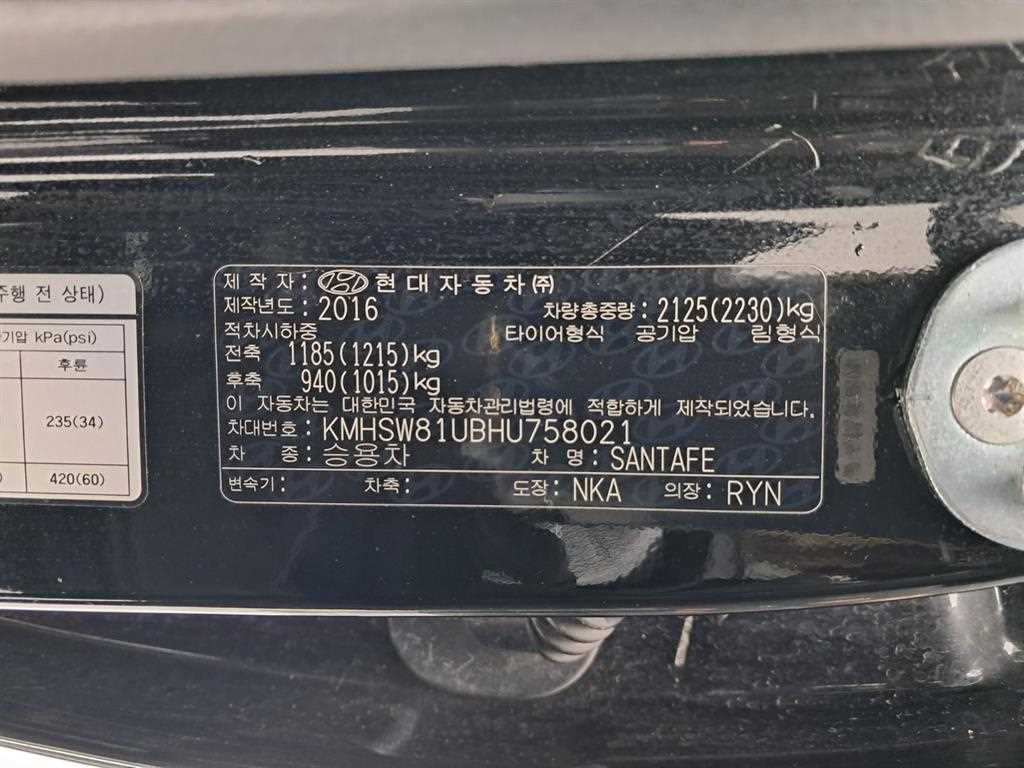 주행 전 상태)
기압 kPa(psi)
후륜
235(34)
420(60)
제 작 자 : 현대자동차㈜
제작년도 : 2016 차량총중량 : 2125(2230)kg
적차시하중 타이어형식 공기압 림형식
전축 1185(1215)kg
후축 940(1015)kg
이 자동차는 대한민국 자동차관리법령에 적합하게 제작되었습니다.
차대번호 : KMHSW81UBHU758021
차 종 : 승용차 차 명 : SANTAFE
변속기 : 차축 : 도장 : NKA 의장 : RYN